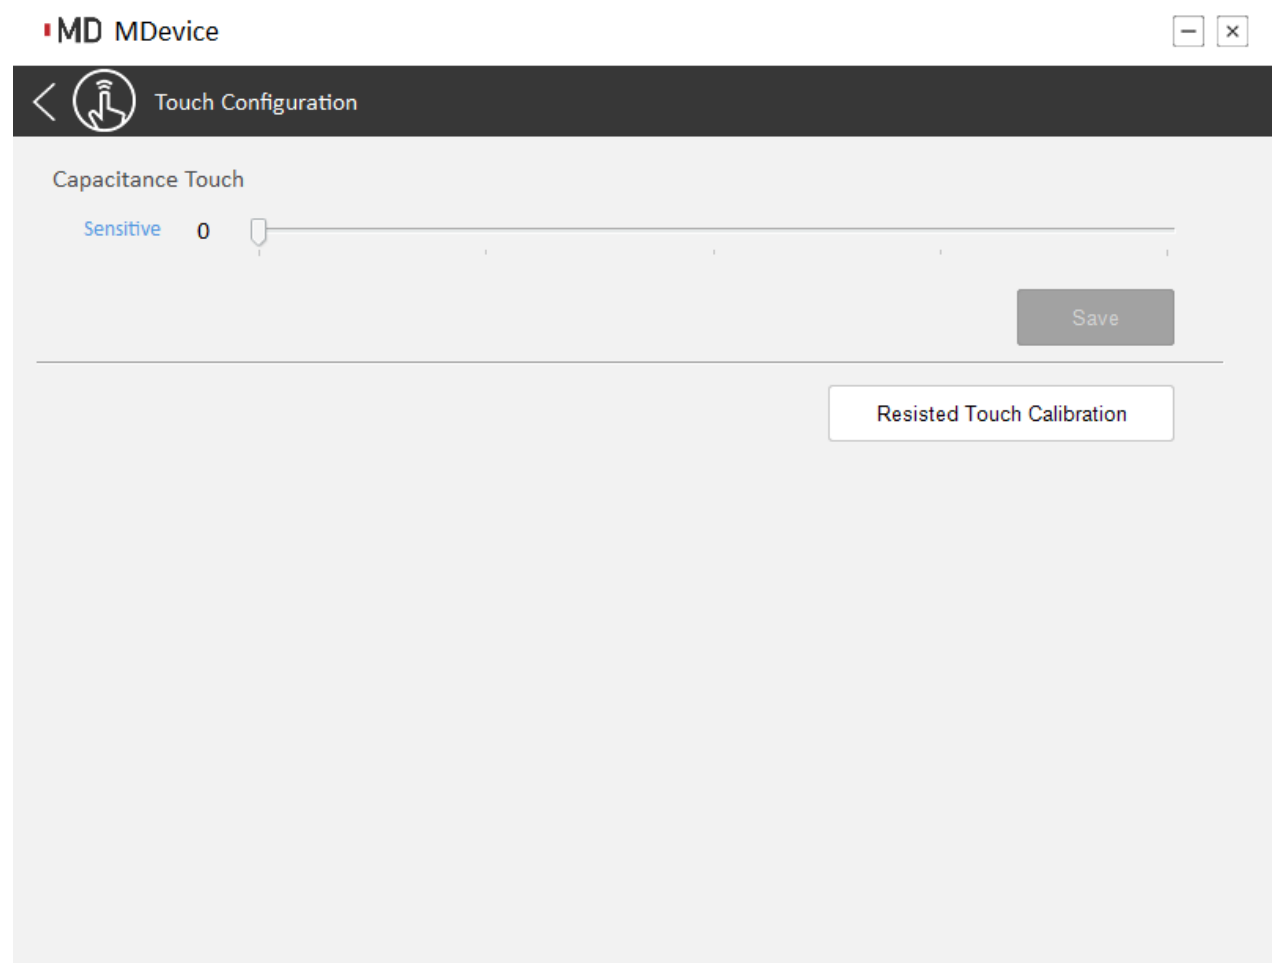 MD MDevice
Touch Configuration
Capacitance Touch
Sensitive 0
Save
Resisted Touch Calibration